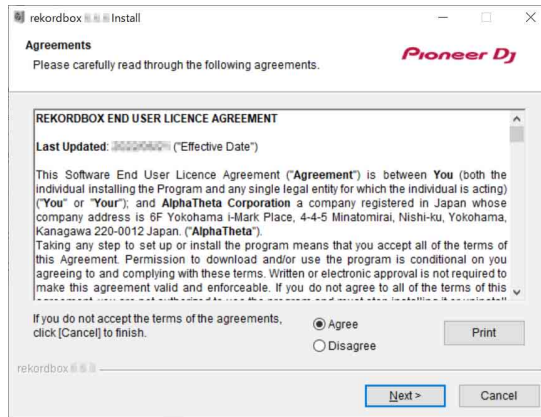 rekordbox Install
Agreements
Please carefully read through the following agreements.
Pioneer Dj
REKORDBOX END USER LICENCE AGREEMENT
Last Updated: ("Effective Date")
This Software End User Licence Agreement ("Agreement") is between You (both the
individual installing the Program and any single legal entity for which the individual is acting)
("You" or "Your"); and AlphaTheta Corporation a company registered in Japan whose
company address is 6F Yokohama i-Mark Place, 4-4-5 Minatomirai, Nishi-ku, Yokohama,
Kanagawa 220-0012 Japan. ("AlphaTheta").
Taking any step to set up or install the program means that you accept all of the terms of
this Agreement. Permission to download and/or use the program is conditional on you
agreeing to and complying with these terms. Written or electronic approval is not required to
make this agreement valid and enforceable. If you do not agree to all of the terms of this
If you do not accept the terms of the agreements,
click [Cancel] to finish.
Agree
Disagree
Print
rekordbox
Next >
Cancel